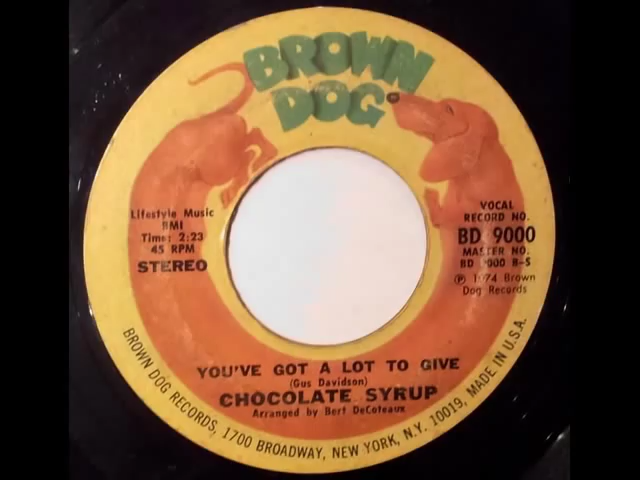 BROWN
DOG
Lifestyle Music
BMI
Time: 2:23
45 RPM
STEREO
VOCAL
RECORD NO.
BD 9000
MASTER NO.
BD 9000 B-S
Ⓟ 1974 Brown
Dog Records
YOU'VE GOT A LOT TO GIVE
(Gus Davidson)
CHOCOLATE SYRUP
Arranged by Bert DeCoteaux
BROWN DOG RECORDS, 1700 BROADWAY, NEW YORK, N.Y. 10019, MADE IN U.S.A.